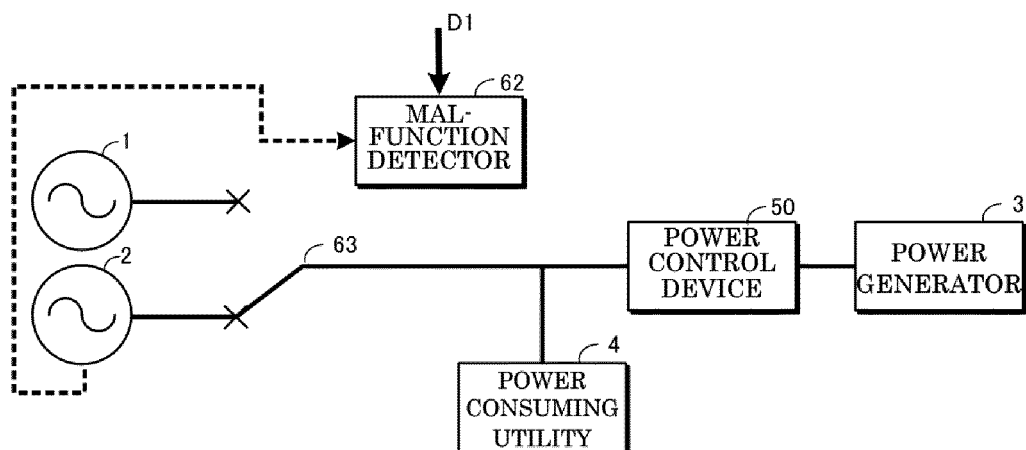 D1
62
MAL-
FUNCTION
DETECTOR
1
2
63
50
POWER
CONTROL
DEVICE
3
POWER
GENERATOR
4
POWER
CONSUMING
UTILITY